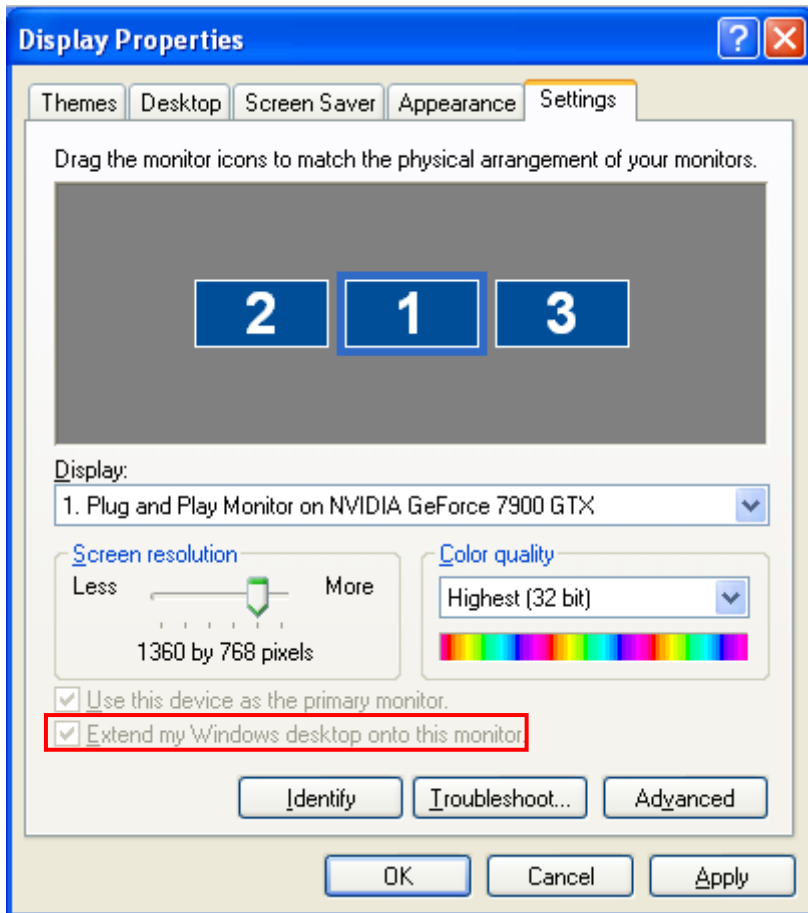 Display Properties
Themes Desktop Screen Saver Appearance Settings
Drag the monitor icons to match the physical arrangement of your monitors.
2 1 3
Display:
1. Plug and Play Monitor on NVIDIA GeForce 7900 GTX
Screen resolution Color quality
Less More Highest (32 bit)
1360 by 768 pixels
Use this device as the primary monitor.
Extend my Windows desktop onto this monitor.
Identify Troubleshoot... Advanced
OK Cancel Apply